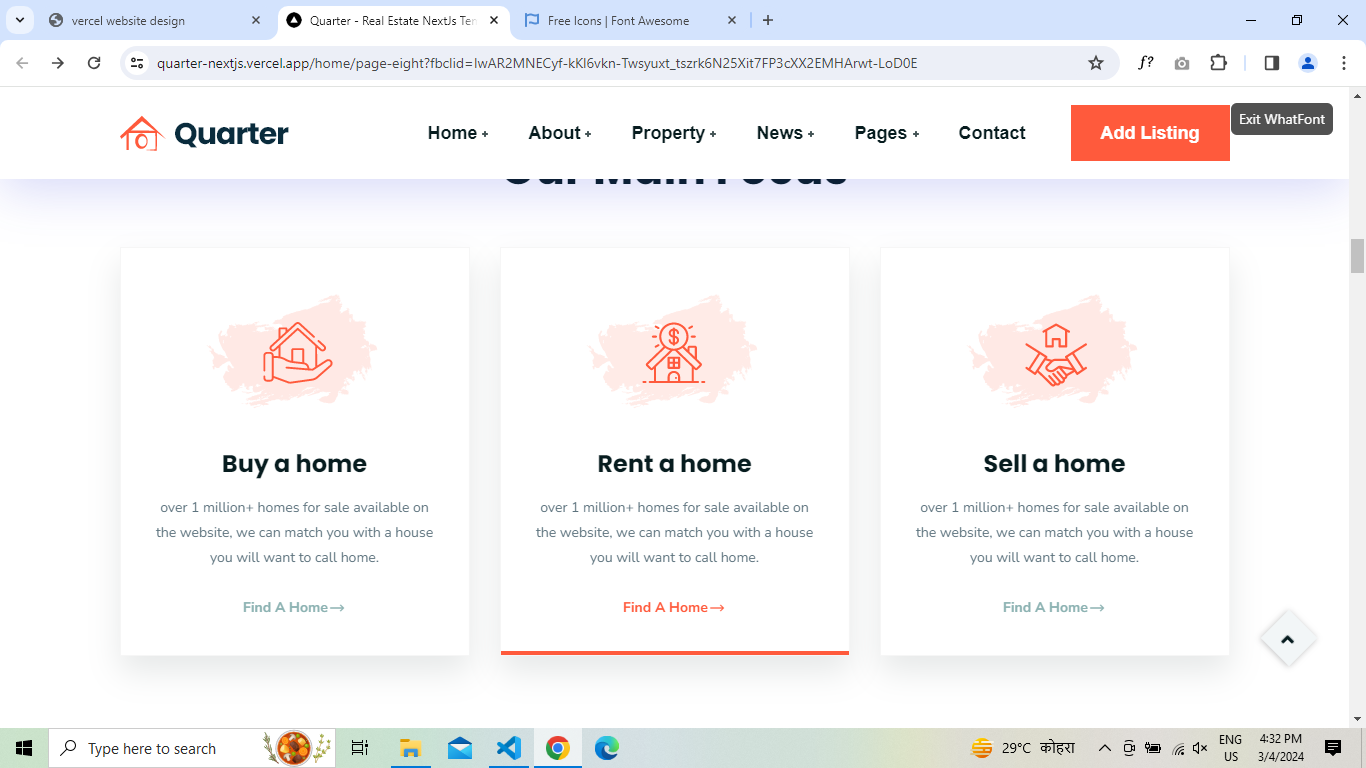 vercel website design
Quarter - Real Estate NextJs Ten
Free Icons | Font Awesome
quarter-nextjs.vercel.app/home/page-eight?fbclid=IwAR2MNECyf-kKl6vkn-Twsyuxt_tszrk6N25Xit7FP3cXX2EMHArwt-LoD0E
f?
Quarter
Home +
About +
Property +
News +
Pages +
Contact
Add Listing
Exit WhatFont
Our Main Focus
Buy a home
over 1 million+ homes for sale available on
the website, we can match you with a house
you will want to call home.
Find A Home→
$
Rent a home
over 1 million+ homes for sale available on
the website, we can match you with a house
you will want to call home.
Find A Home→
Sell a home
over 1 million+ homes for sale available on
the website, we can match you with a house
you will want to call home.
Find A Home→
Type here to search
29°C कोहरा
ENG
US
4:32 PM
3/4/2024